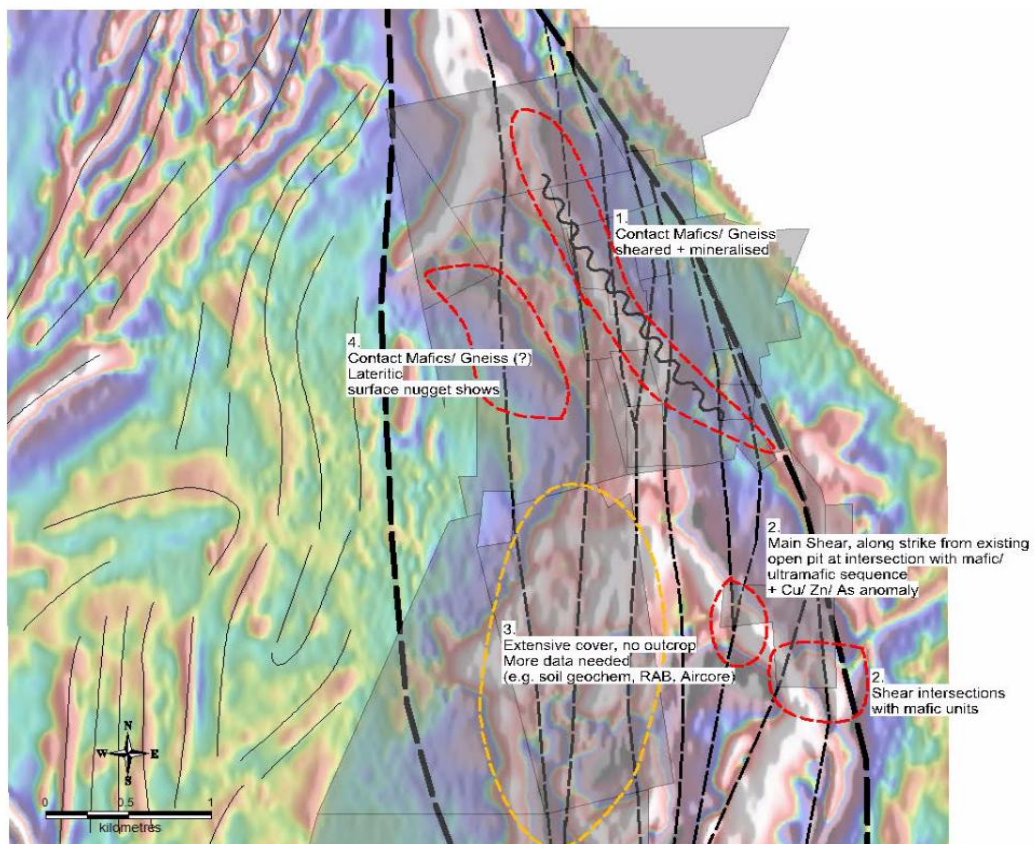 1.
Contact Mafics/ Gneiss
sheared + mineralised
4.
Contact Mafics/ Gneiss (?)
Lateritic
surface nugget shows
2.
Main Shear, along strike from existing
open pit at intersection with mafic/
ultramafic sequence
+ Cu/ Zn/ As anomaly
3.
Extensive cover, no outcrop
More data needed
(e.g. soil geochem, RAB, Aircore)
2.
Shear intersections
with mafic units
N
W E
S
0 0.5 1
kilometres